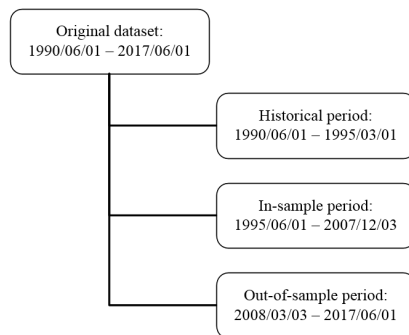 Original dataset:
1990/06/01 – 2017/06/01
Historical period:
1990/06/01 – 1995/03/01
In-sample period:
1995/06/01 – 2007/12/03
Out-of-sample period:
2008/03/03 – 2017/06/01